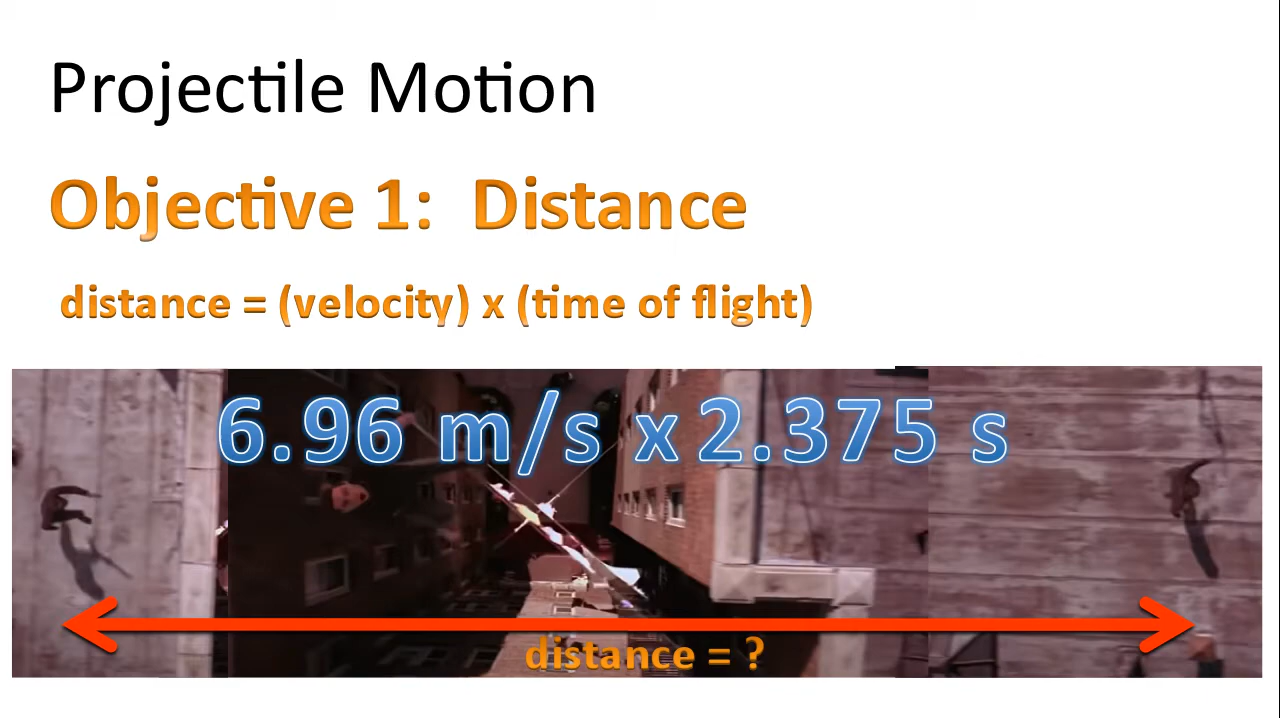 Projectile Motion
Objective 1: Distance
distance = (velocity) x (time of flight)
6.96 m/s x 2.375 s
distance = ?